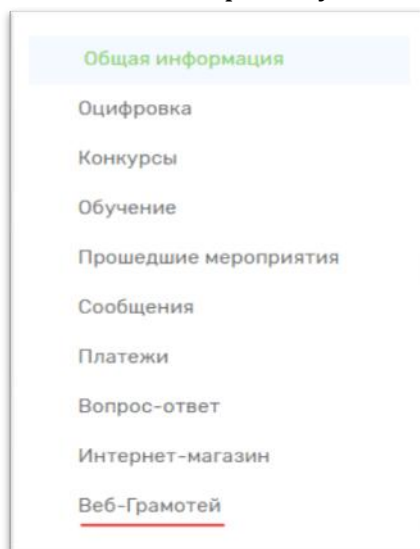 Общая информация
Оцифровка
Конкурсы
Обучение
Прошедшие мероприятия
Сообщения
Платежи
Вопрос-ответ
Интернет-магазин
Веб-Грамотей